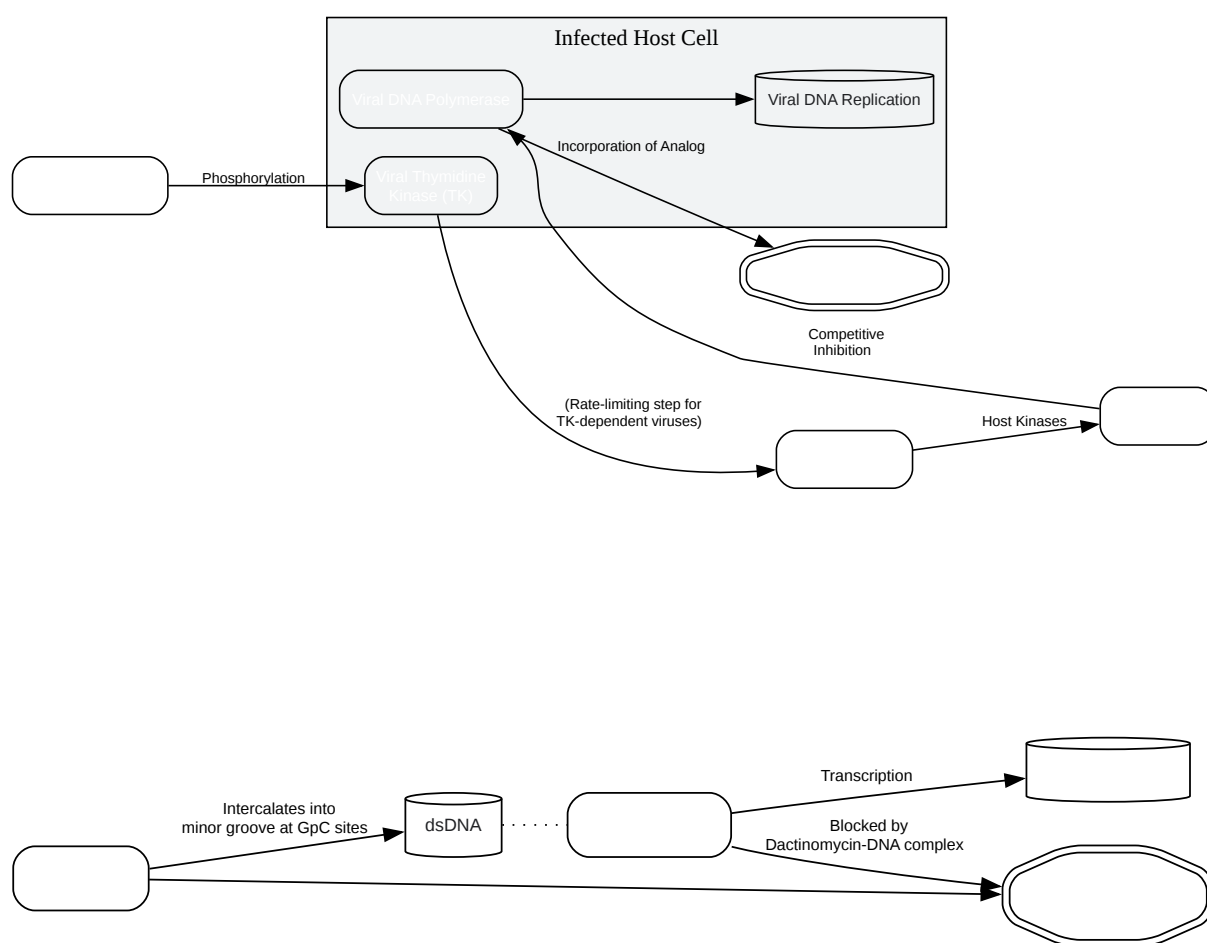 Infected Host Cell
Viral DNA Polymerase
Viral DNA Replication
Incorporation of Analog
Phosphorylation
Viral Thymidine
Kinase (TK)
Competitive
Inhibition
(Rate-limiting step for
TK-dependent viruses)
Host Kinases
Transcription
Intercalates into
minor groove at GpC sites
dsDNA
Blocked by
Dactinomycin-DNA complex